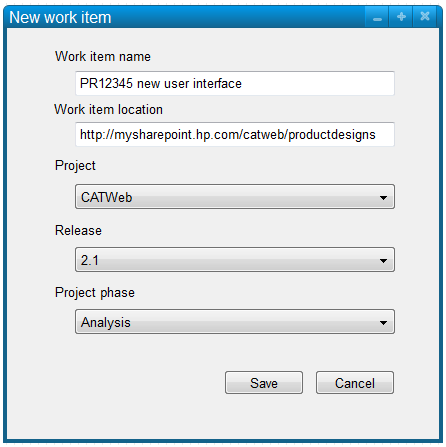 New work item
Work item name
PR12345 new user interface
Work item location
http://mysharepoint.hp.com/catweb/productdesigns
Project
CATWeb
Release
2.1
Project phase
Analysis
Save Cancel